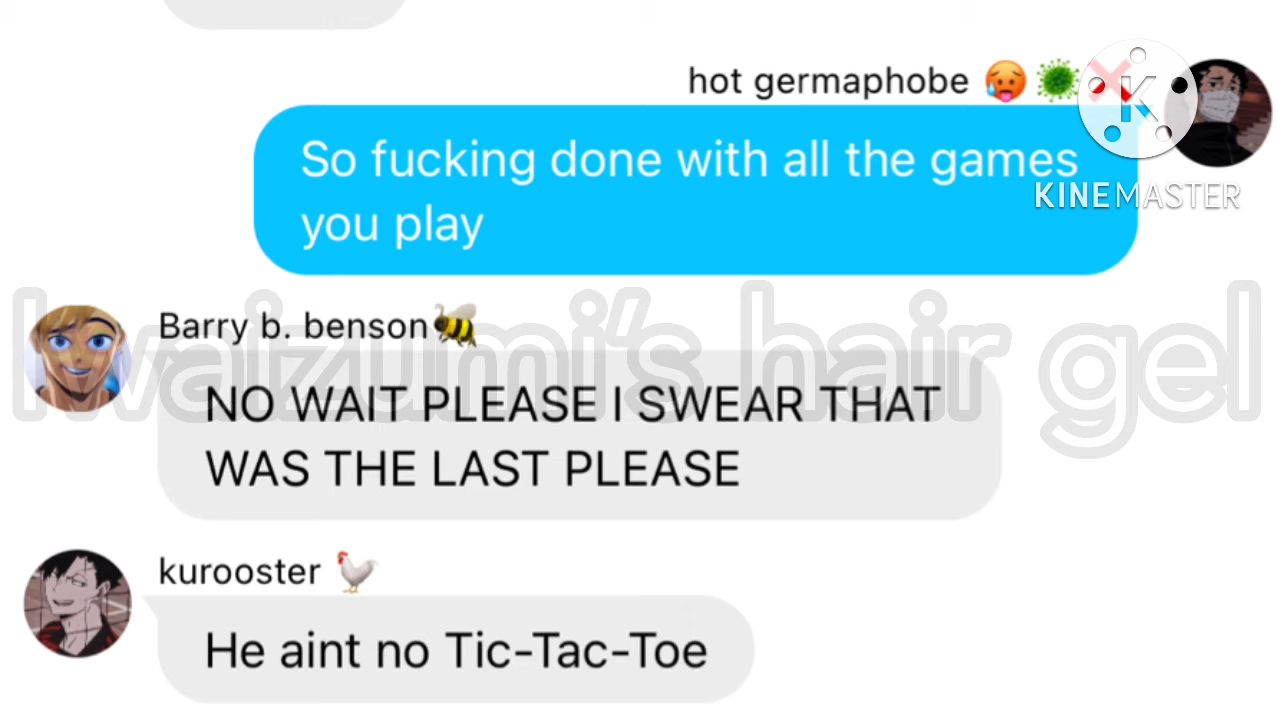 hot germaphobe 🥵🦠❌
K
KINEMASTER
So fucking done with all the games
you play
Iwaizumi's hair gel
Barry b. benson🐝
NO WAIT PLEASE I SWEAR THAT
WAS THE LAST PLEASE
kurooster 🐓
He aint no Tic-Tac-Toe